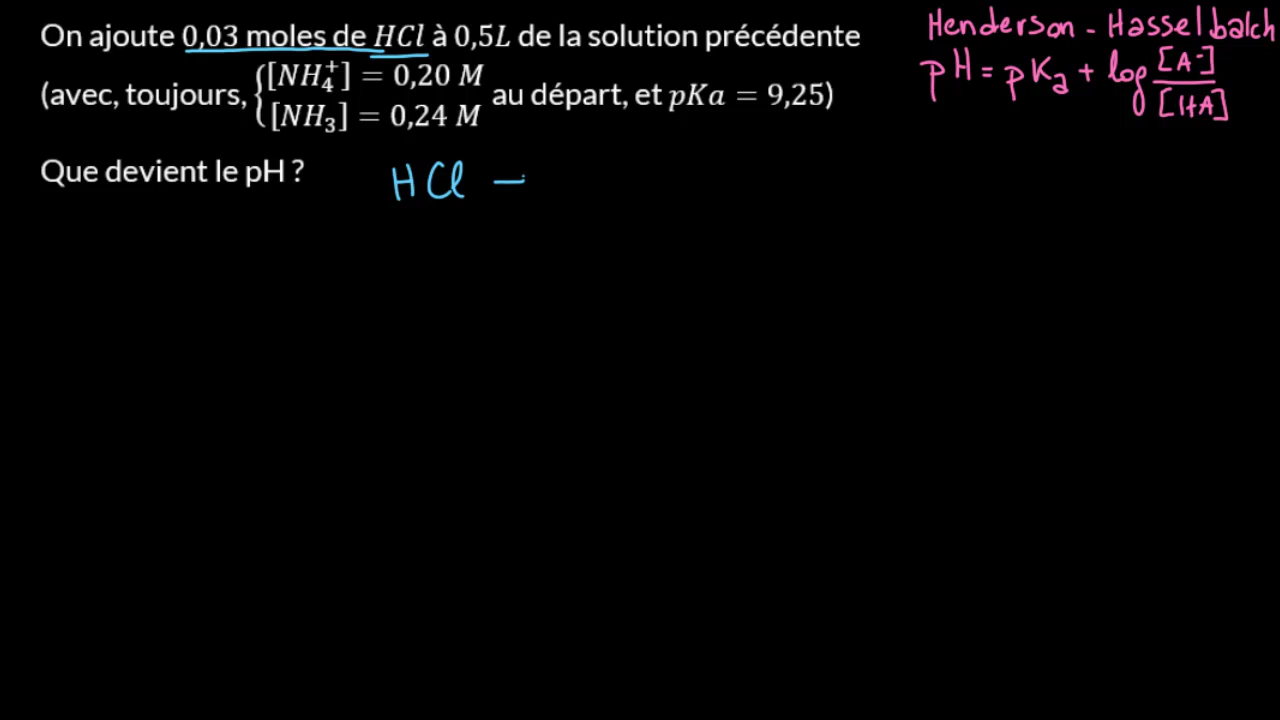 On ajoute 0,03 moles de HCl à 0,5L de la solution précédente
(avec, toujours, {[NH₄⁺] = 0,20 M
[NH₃] = 0,24 M au départ, et pKa = 9,25)
Que devient le pH ?
HCl −
Henderson - Hasselbalch
pH = pKa + log [A⁻] / [HA]